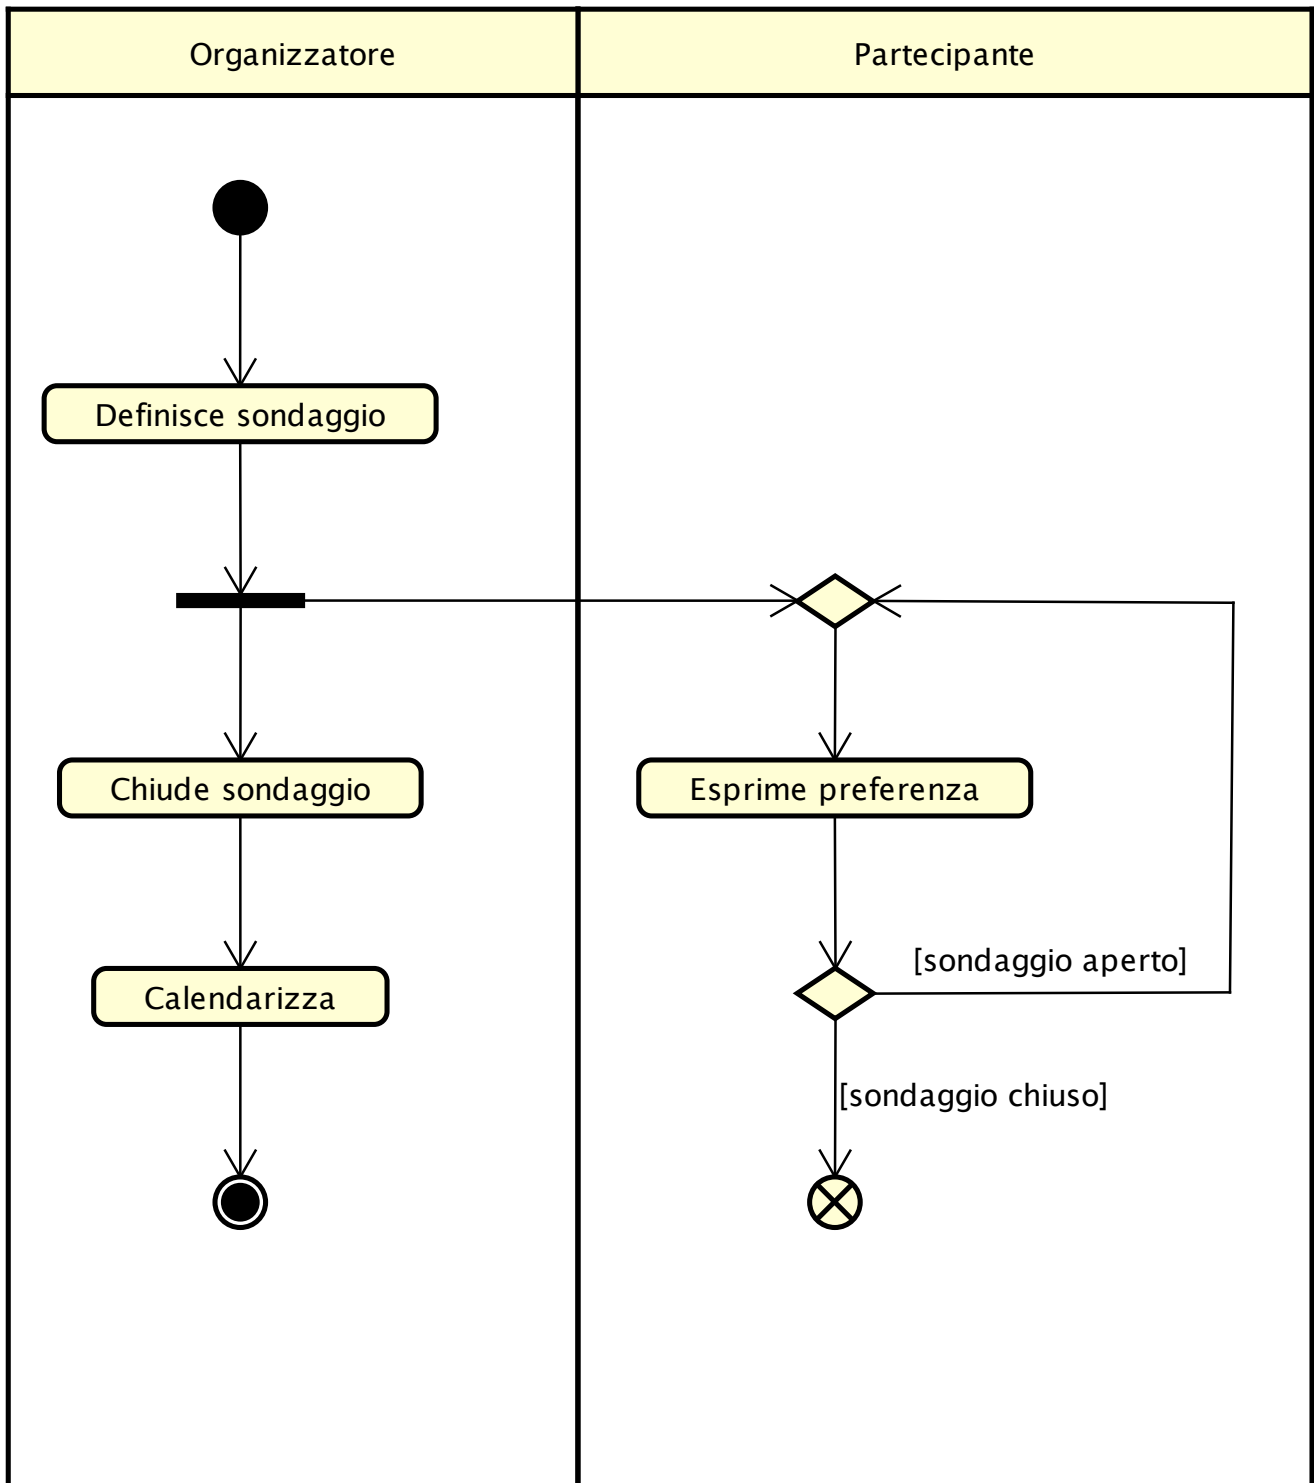 Organizzatore
Partecipante
Definisce sondaggio
Chiude sondaggio
Esprime preferenza
[sondaggio aperto]
Calendarizza
[sondaggio chiuso]